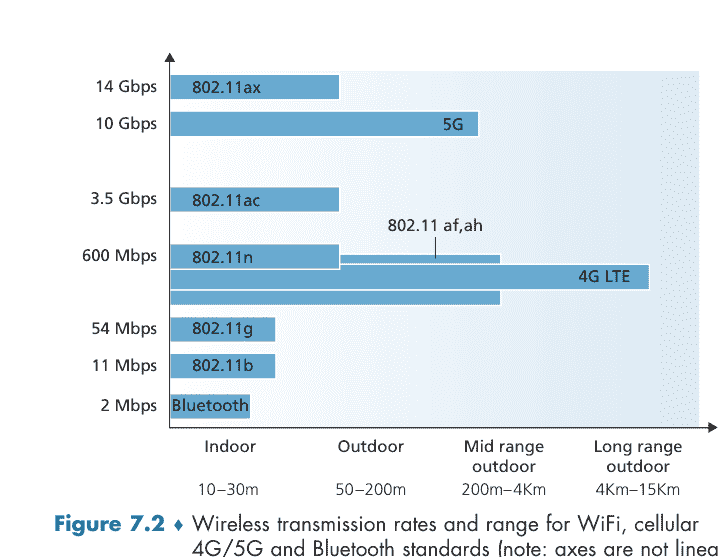 14 Gbps 802.11ax
10 Gbps 5G
3.5 Gbps 802.11ac
802.11 af,ah
600 Mbps 802.11n
4G LTE
54 Mbps 802.11g
11 Mbps 802.11b
2 Mbps Bluetooth
Indoor Outdoor Mid range Long range
outdoor outdoor
10–30m 50–200m 200m–4Km 4Km–15Km
Figure 7.2 ♦ Wireless transmission rates and range for WiFi, cellular
4G/5G and Bluetooth standards (note: axes are not linea